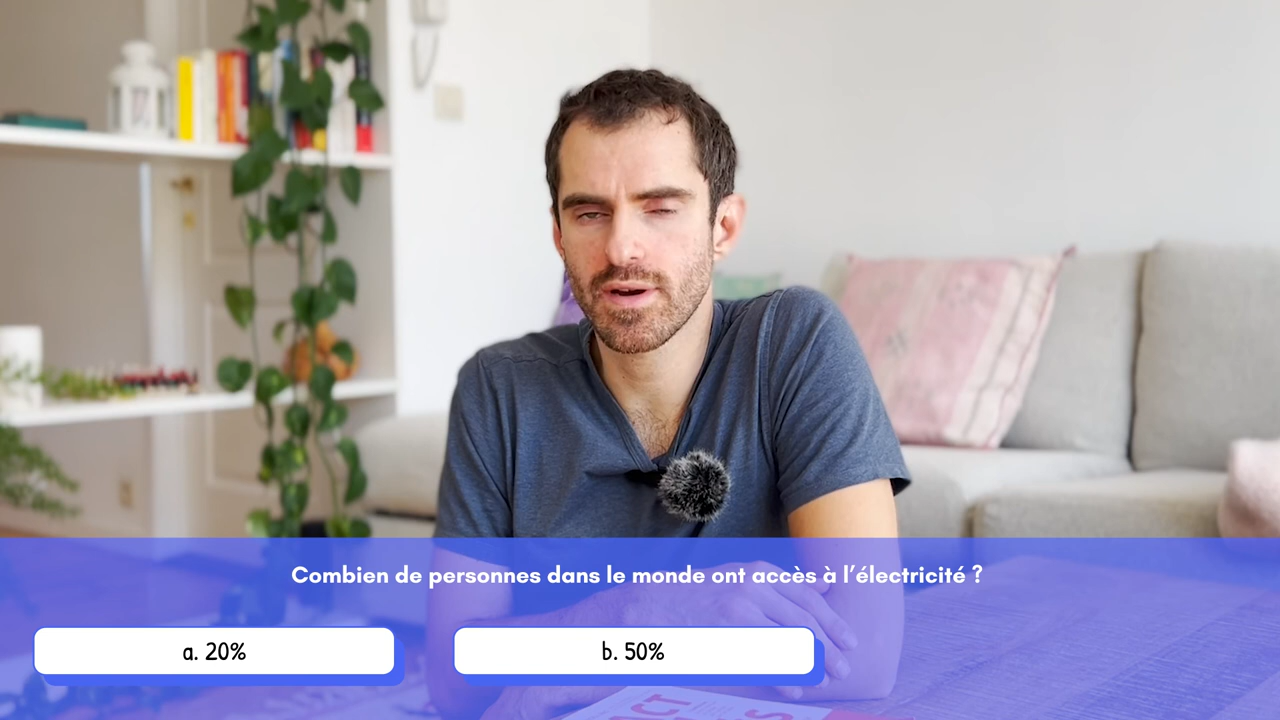 Combien de personnes dans le monde ont accès à l'électricité ?
a. 20%
b. 50%